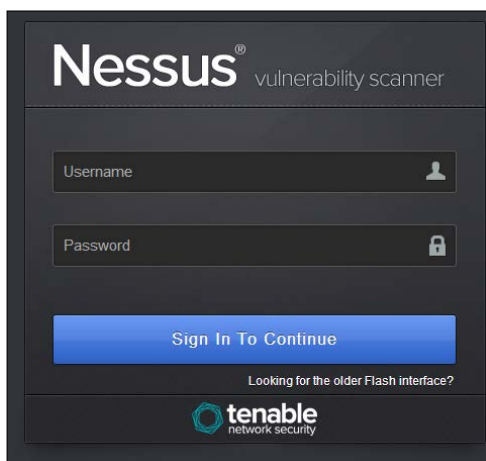 Nessus® vulnerability scanner
Username
Password
Sign In To Continue
Looking for the older Flash interface?
tenable
network security